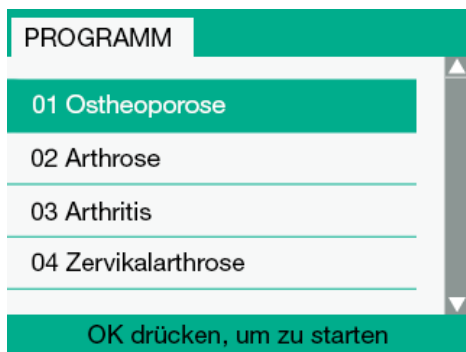 PROGRAMM
01 Ostheoporose
02 Arthrose
03 Arthritis
04 Zervikalarthrose
OK drücken, um zu starten